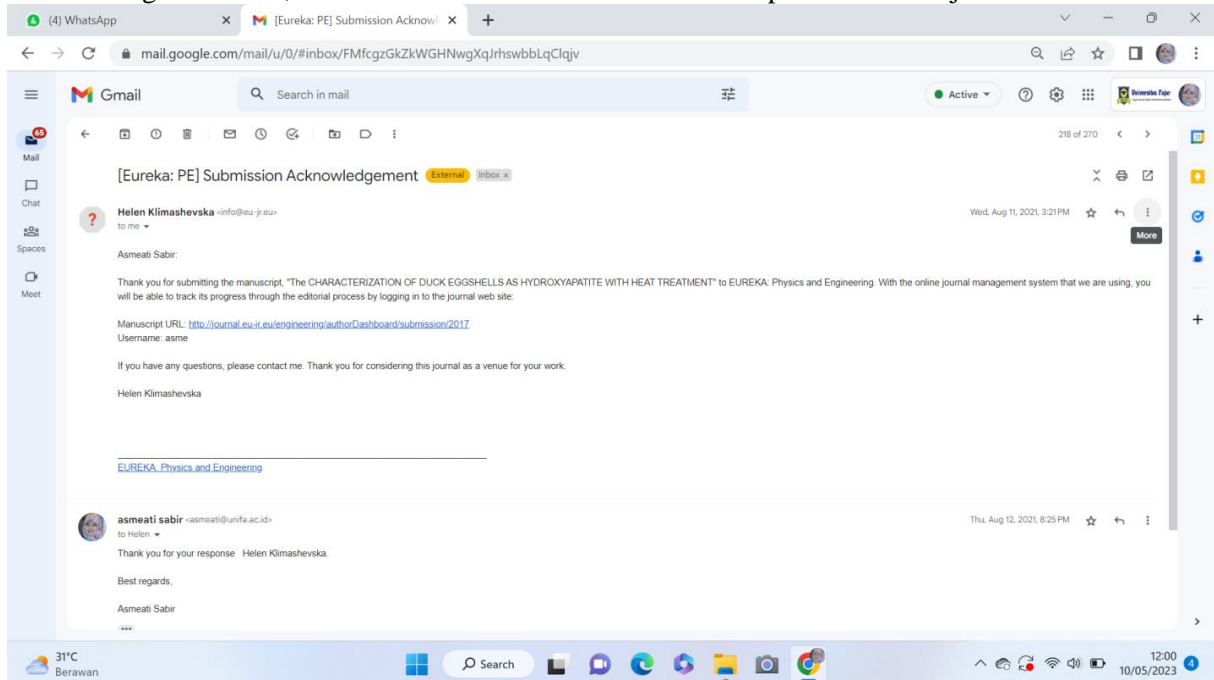 (4) WhatsApp
[Eureka: PE] Submission Acknowl
mail.google.com/mail/u/0/#inbox/FMfcgzGkZkWGHNwgXqJrhswbbLqClqjv
Gmail
Search in mail
Active
Universitas Fajar
65
Mail
Chat
Spaces
Meet
218 of 270
[Eureka: PE] Submission Acknowledgement External Inbox x
Helen Klimashevska <info@eu-jr.eu>
Wed, Aug 11, 2021, 3:21 PM
to me
More
Asmeati Sabir:
Thank you for submitting the manuscript, "The CHARACTERIZATION OF DUCK EGGSHELLS AS HYDROXYAPATITE WITH HEAT TREATMENT" to EUREKA: Physics and Engineering. With the online journal management system that we are using, you
will be able to track its progress through the editorial process by logging in to the journal web site:
Manuscript URL: http://journal.eu-jr.eu/engineering/authorDashboard/submission/2017
Username: asme
If you have any questions, please contact me. Thank you for considering this journal as a venue for your work.
Helen Klimashevska
EUREKA: Physics and Engineering
asmeati sabir <asmeati@unifa.ac.id>
Thu, Aug 12, 2021, 8:25 PM
to Helen
Thank you for your response Helen Klimashevska.
Best regards,
Asmeati Sabir
31°C
Berawan
Search
12:00
10/05/2023
4